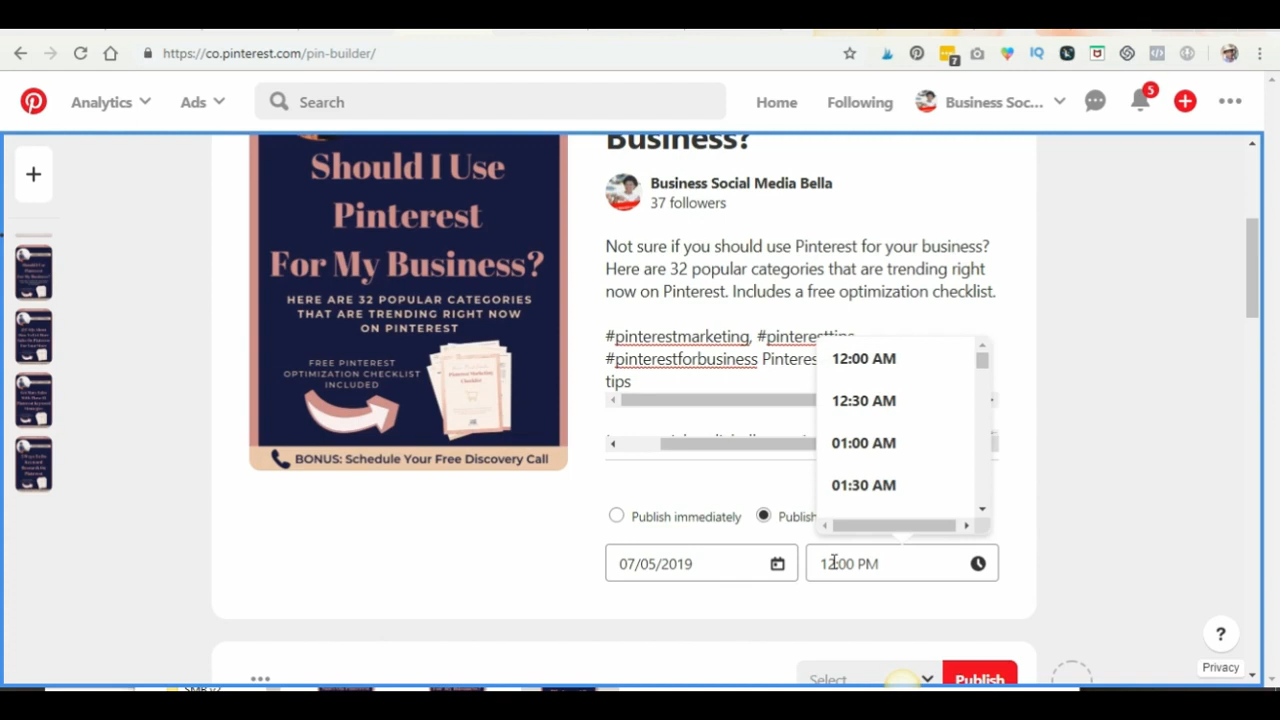 https://co.pinterest.com/pin-builder/
7
Analytics
Ads
Search
Home
Following
Business Soc...
5
Business?
Should I Use
Pinterest
For My Business?
HERE ARE 32 POPULAR CATEGORIES
THAT ARE TRENDING RIGHT NOW
ON PINTEREST
FREE PINTEREST
OPTIMIZATION CHECKLIST
INCLUDED
BONUS: Schedule Your Free Discovery Call
Business Social Media Bella
37 followers
Not sure if you should use Pinterest for your business?
Here are 32 popular categories that are trending right
now on Pinterest. Includes a free optimization checklist.
#pinterestmarketing, #pinteresttips
#pinterestforbusiness Pinteres
tips
12:00 AM
12:30 AM
01:00 AM
01:30 AM
Publish immediately
Publish
07/05/2019
12:00 PM
?
Privacy
Select
Publish